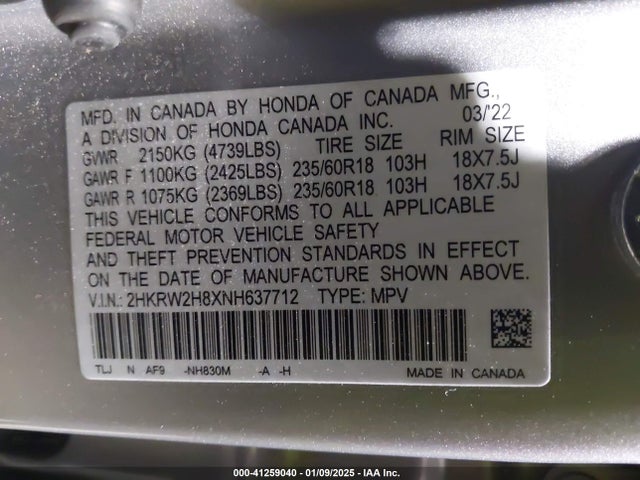 MFD. IN CANADA BY HONDA OF CANADA MFG.,
A DIVISION OF HONDA CANADA INC. 03/'22
GVWR 2150KG (4739LBS) TIRE SIZE RIM SIZE
GAWR F 1100KG (2425LBS) 235/60R18 103H 18X7.5J
GAWR R 1075KG (2369LBS) 235/60R18 103H 18X7.5J
THIS VEHICLE CONFORMS TO ALL APPLICABLE
FEDERAL MOTOR VEHICLE SAFETY
AND THEFT PREVENTION STANDARDS IN EFFECT
ON THE DATE OF MANUFACTURE SHOWN ABOVE.
V.I.N.: 2HKRW2H8XNH637712 TYPE: MPV
TLJ N AF9 -NH830M -A -H MADE IN CANADA
000-41259040 - 01/09/2025 - IAA Inc.